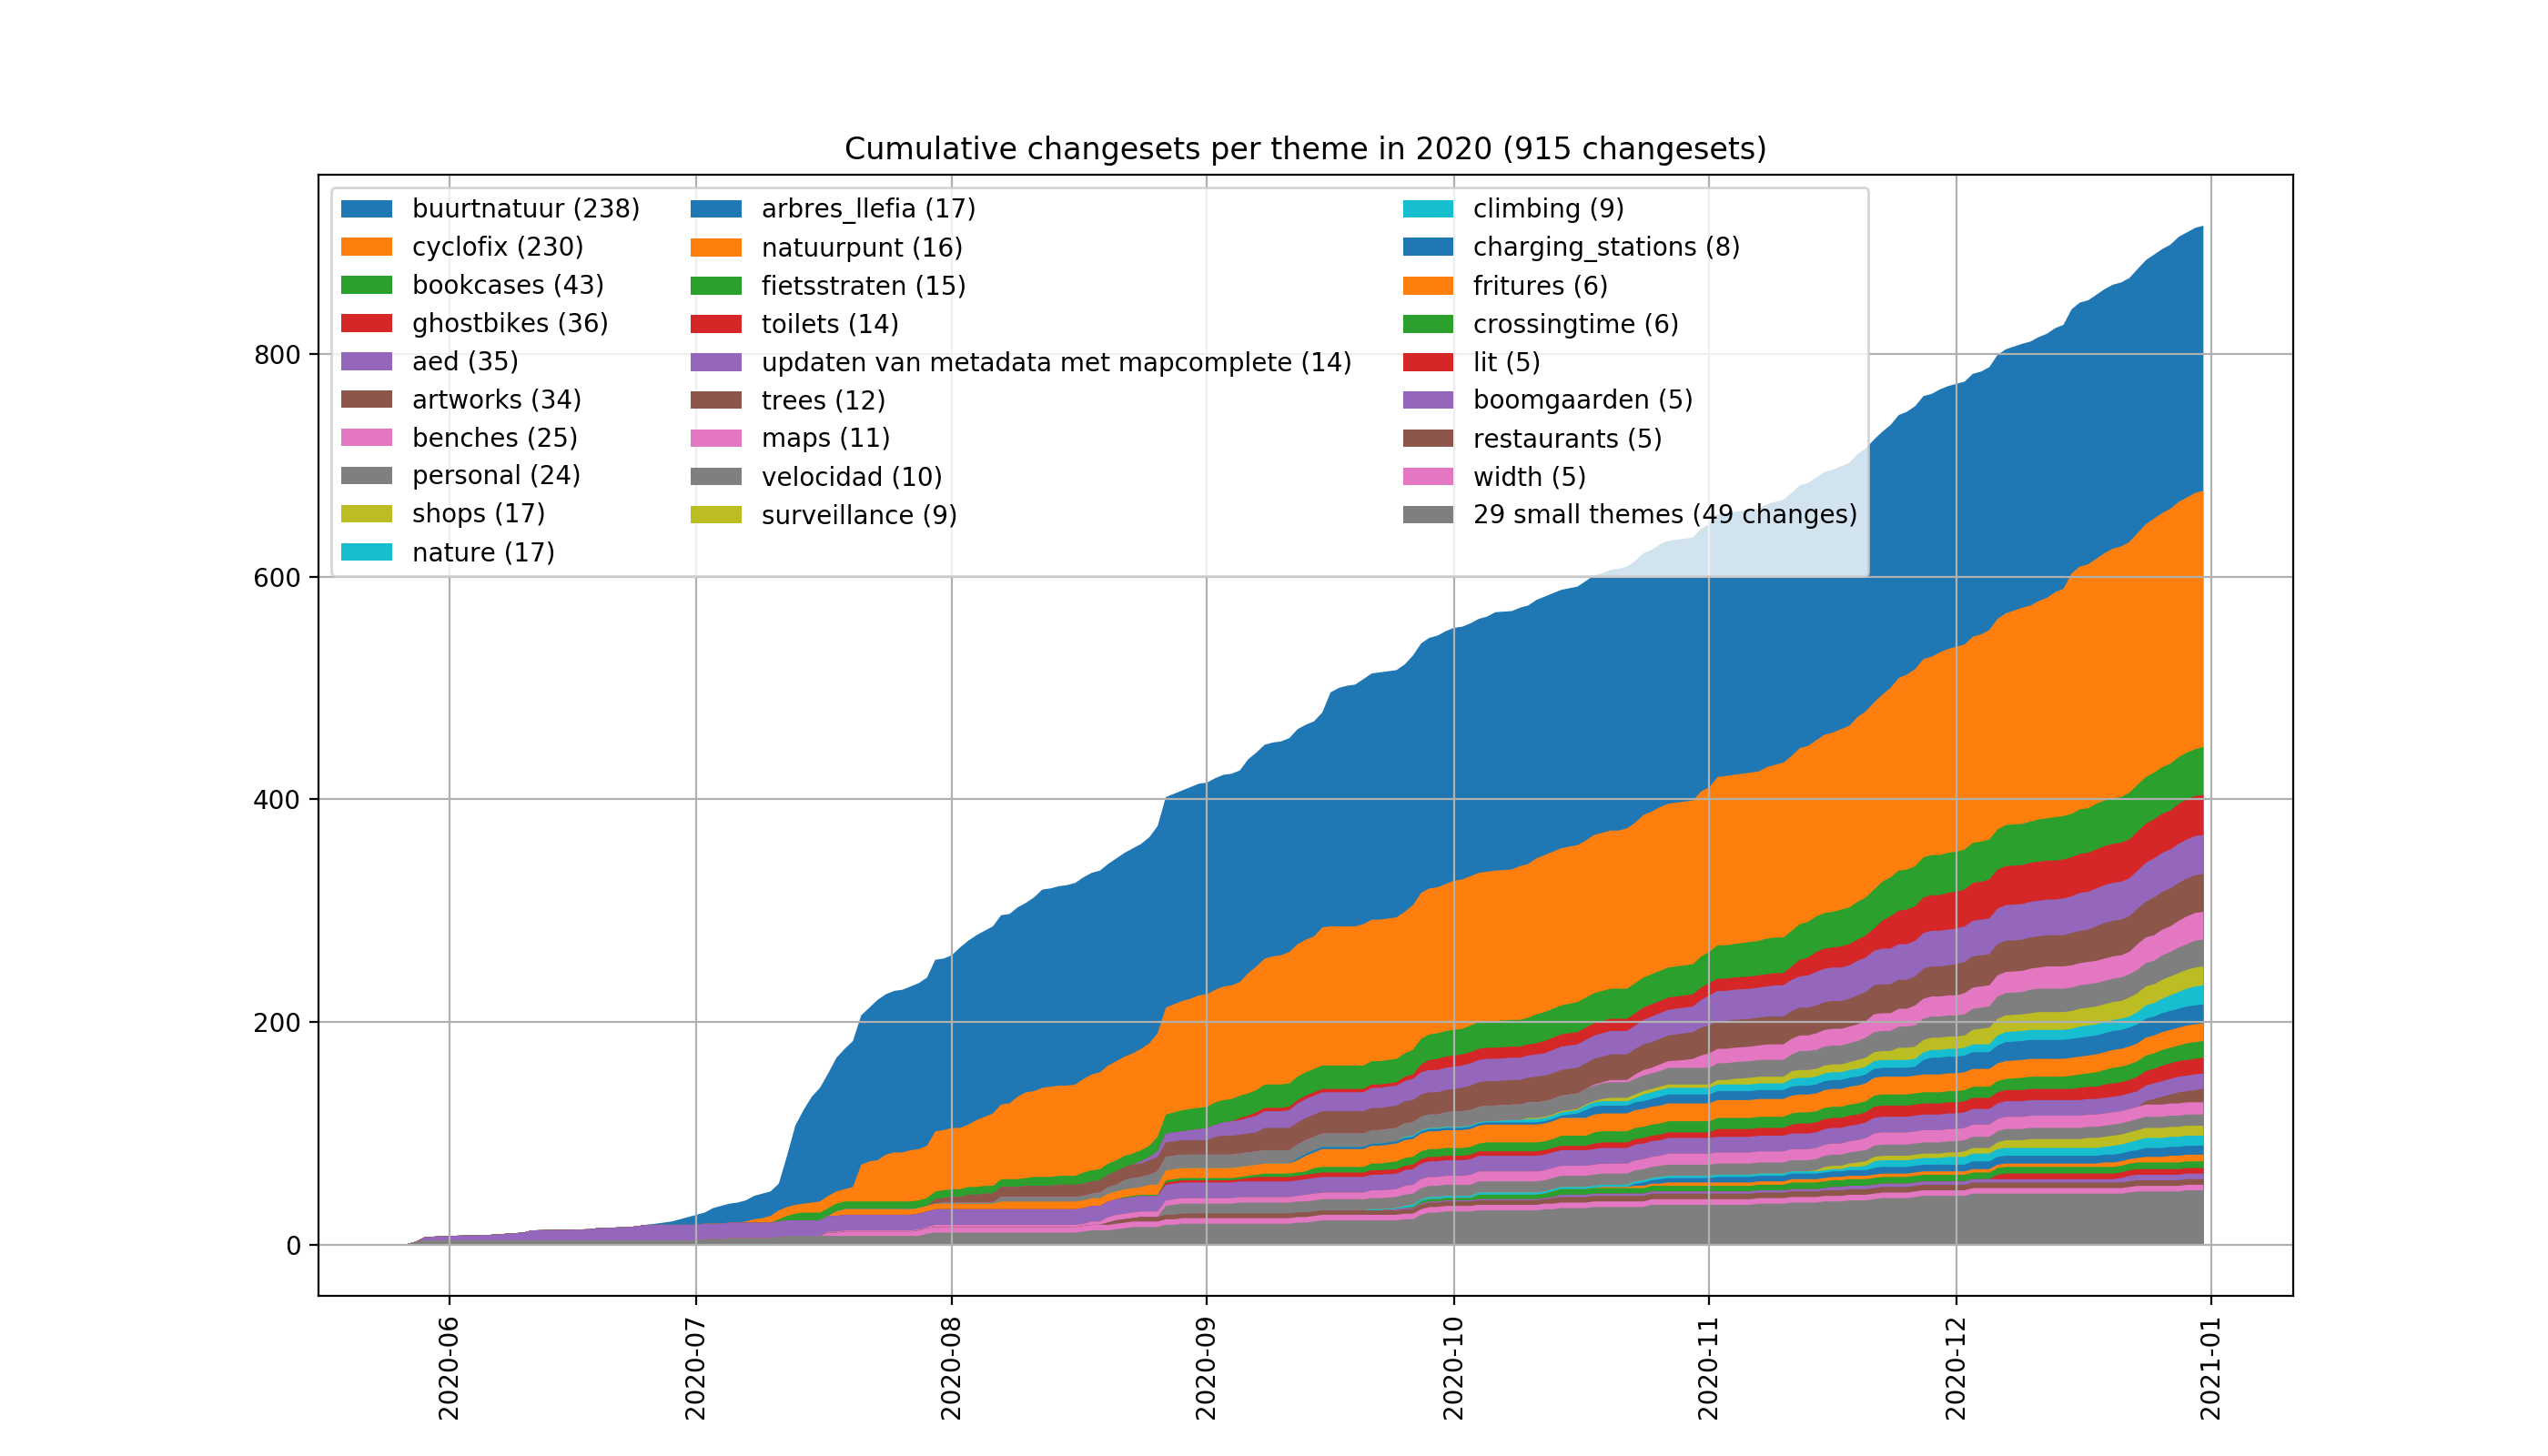 Cumulative changesets per theme in 2020 (915 changesets)
buurtnatuur (238)
cyclofix (230)
bookcases (43)
ghostbikes (36)
aed (35)
artworks (34)
benches (25)
personal (24)
shops (17)
nature (17)
arbres_llefia (17)
natuurpunt (16)
fietsstraten (15)
toilets (14)
updaten van metadata met mapcomplete (14)
trees (12)
maps (11)
velocidad (10)
surveillance (9)
climbing (9)
charging_stations (8)
fritures (6)
crossingtime (6)
lit (5)
boomgaarden (5)
restaurants (5)
width (5)
29 small themes (49 changes)
800
600
400
200
0
2020-06
2020-07
2020-08
2020-09
2020-10
2020-11
2020-12
2021-01